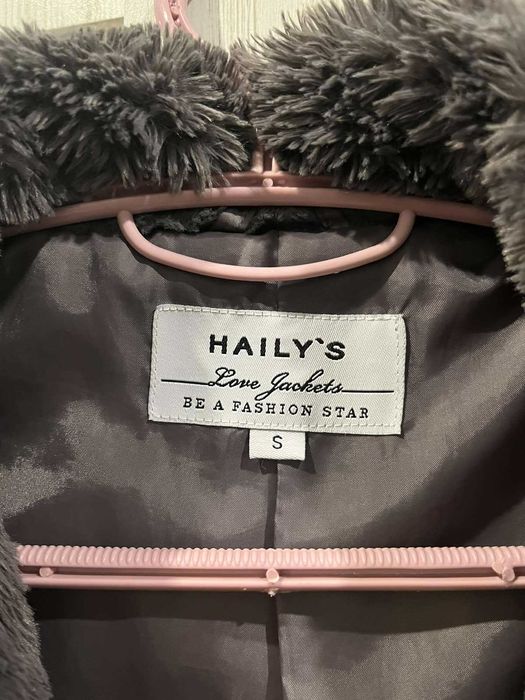 HAILY`S
Love Jackets
BE A FASHION STAR
S